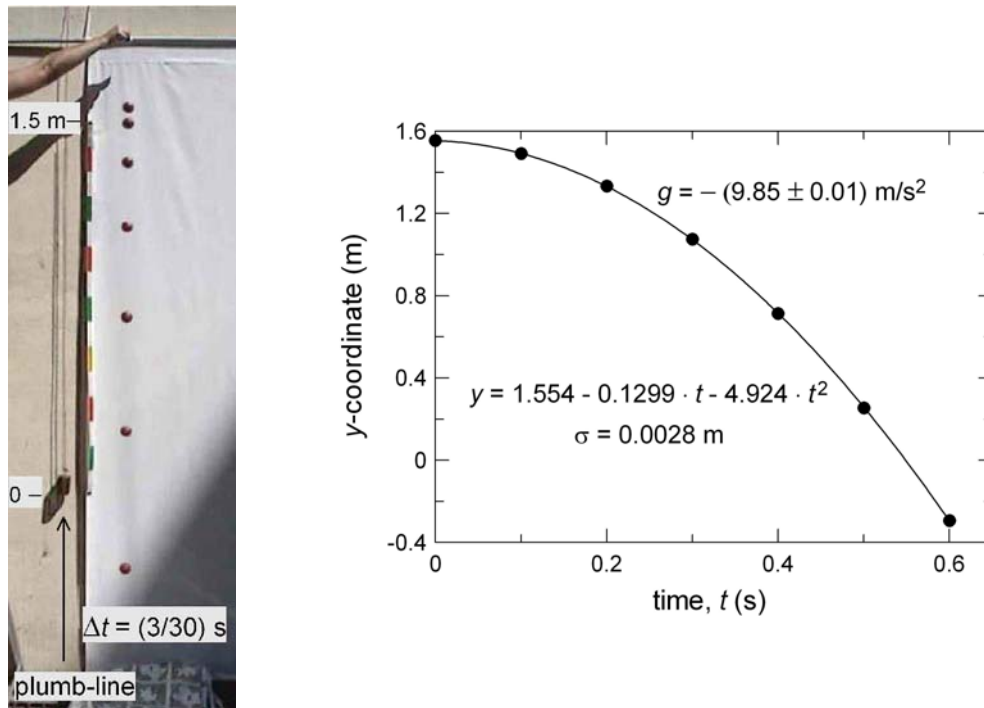 1.5 m
0
Δt = (3/30) s
plumb-line
1.6
1.2
0.8
0.4
0
-0.4
0
0.2
0.4
0.6
y-coordinate (m)
time, t (s)
g = – (9.85 ± 0.01) m/s²
y = 1.554 - 0.1299 · t - 4.924 · t²
σ = 0.0028 m